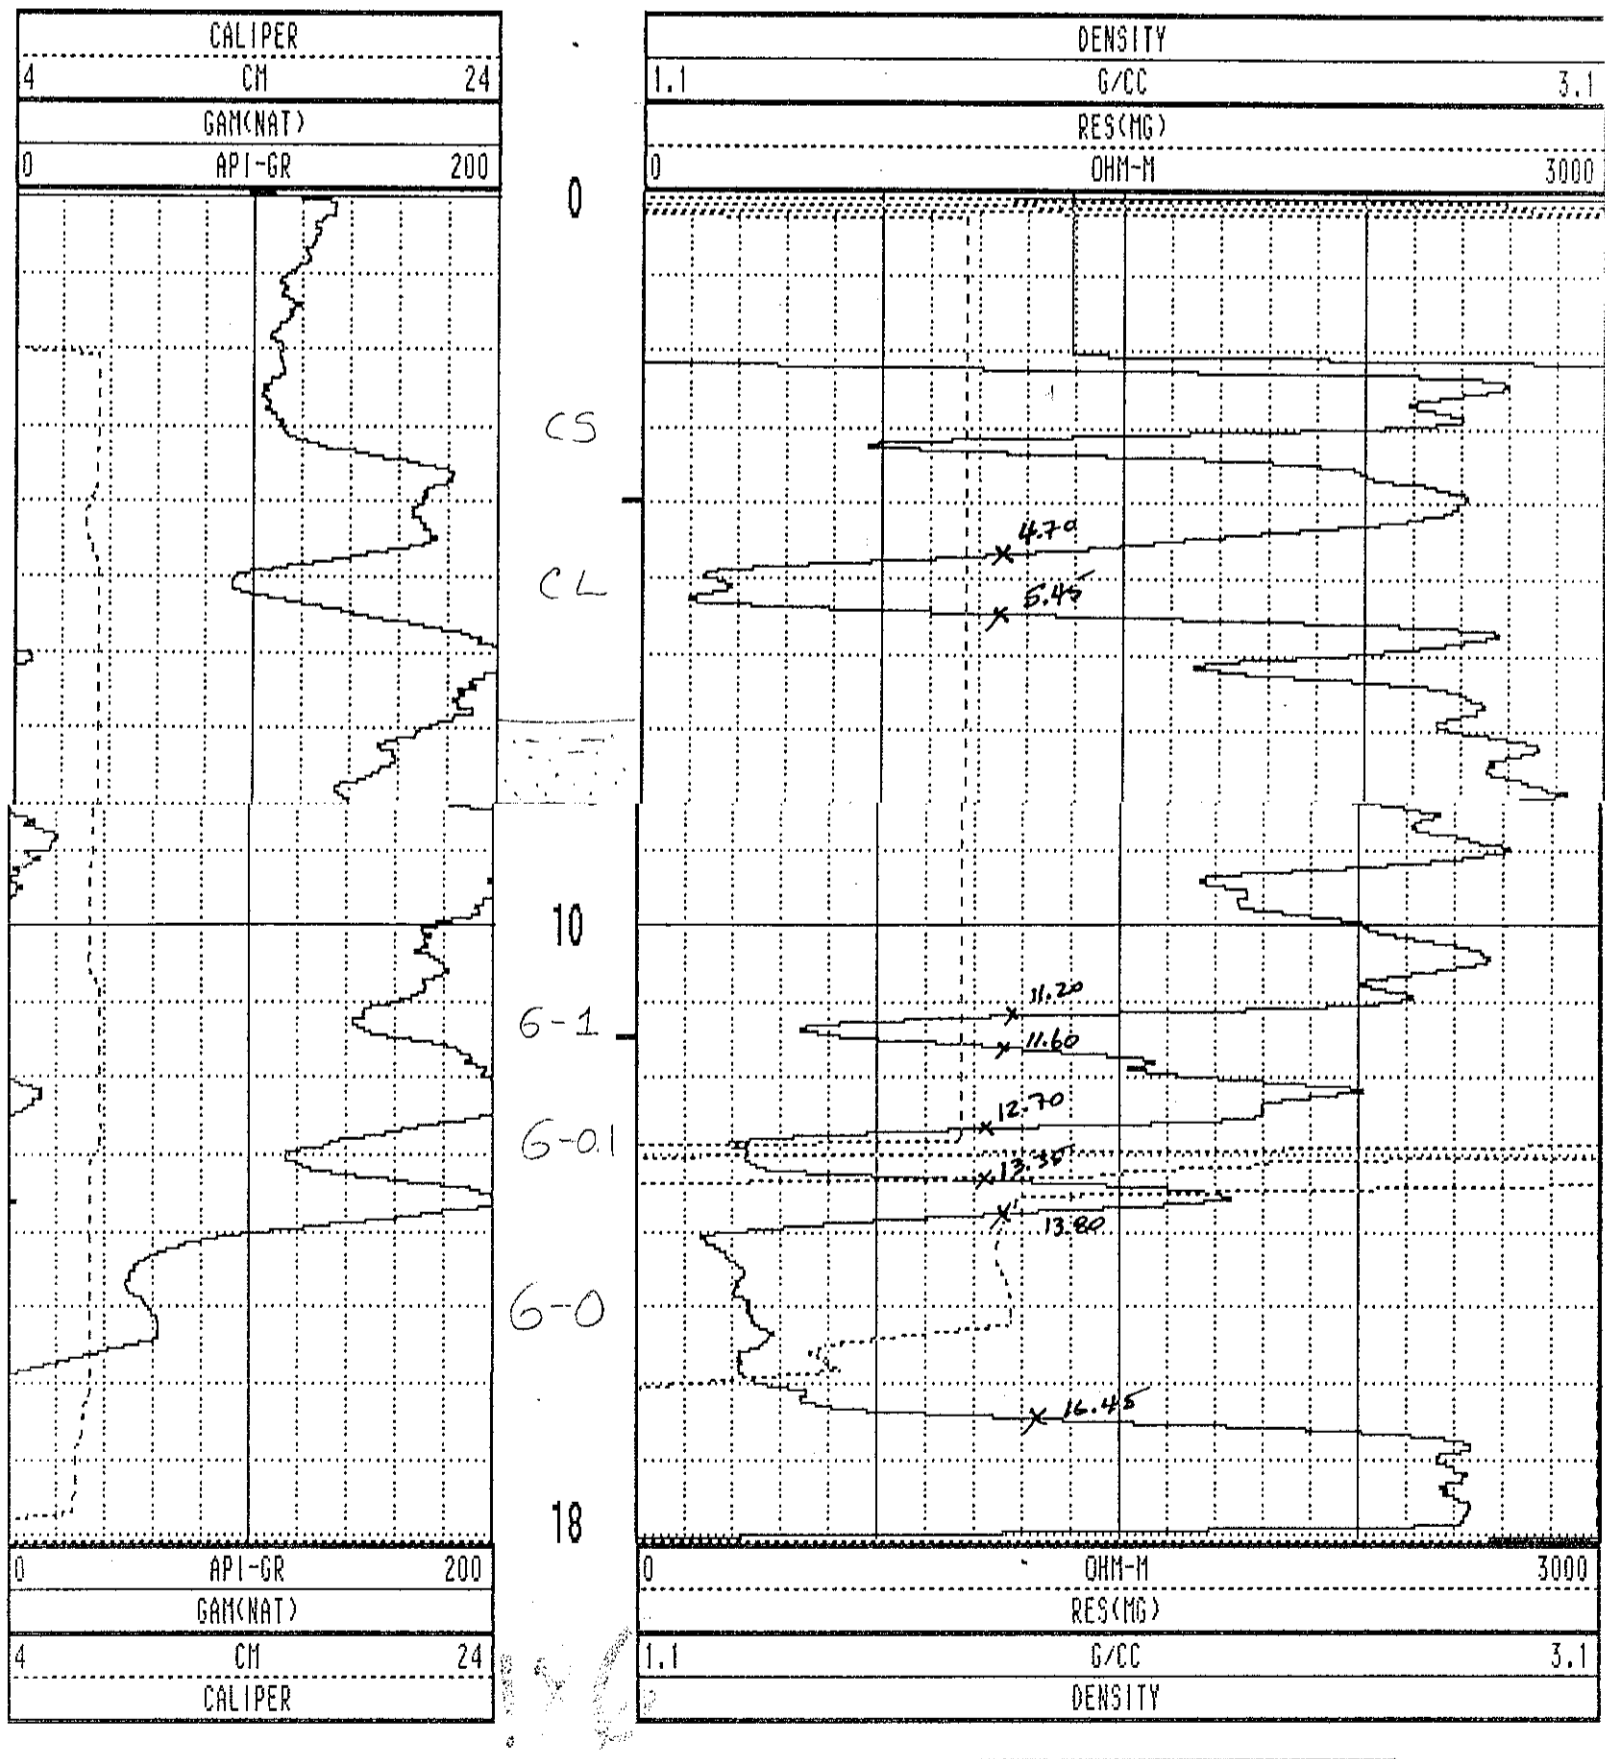 CALIPER
4 CM 24
GAM(NAT)
0 API-GR 200
DENSITY
1.1 G/CC 3.1
RES(MG)
0 OHM-M 3000
0
CS
4.70
CL
5.45
10
11.20
6-1
11.60
12.70
6-0.1
13.35
13.80
6-0
16.45
18
0 API-GR 200
GAM(NAT)
4 CM 24
CALIPER
0 OHM-M 3000
RES(MG)
1.1 G/CC 3.1
DENSITY